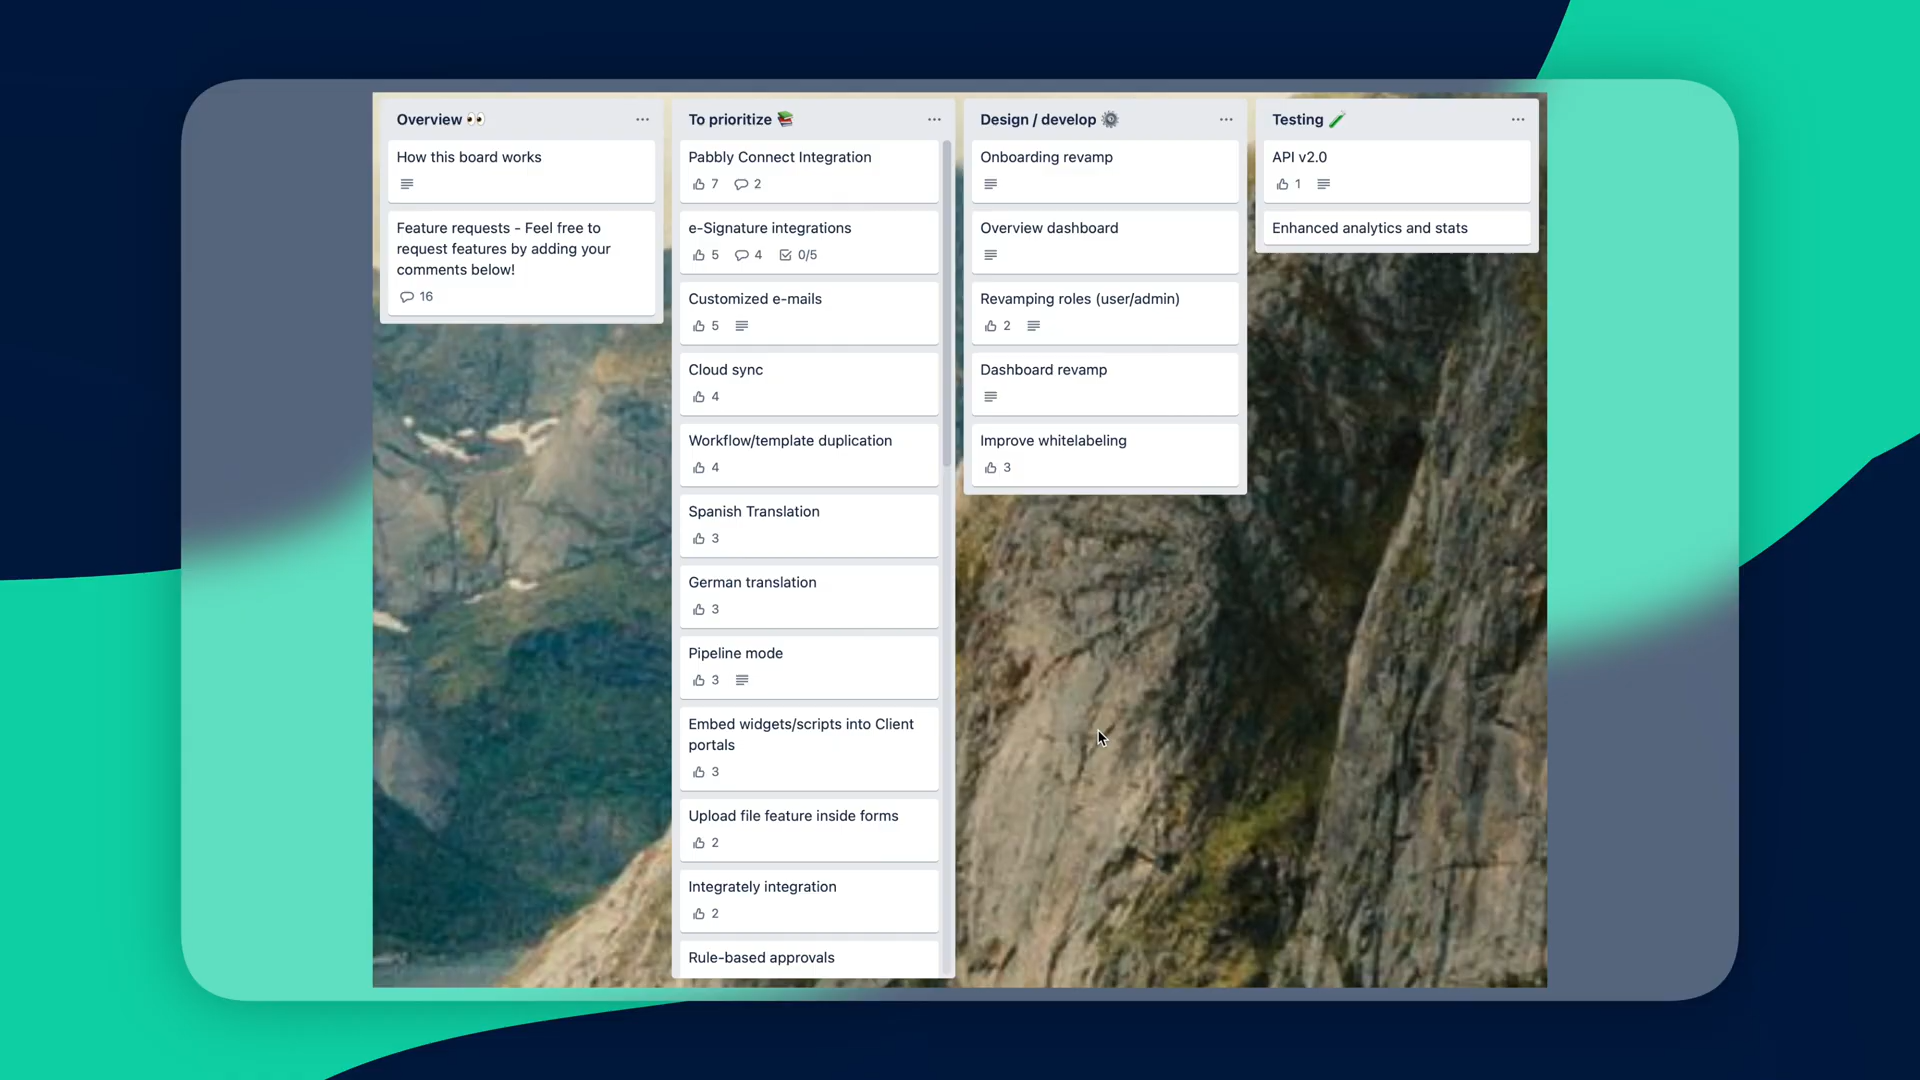 Overview 👀
How this board works
Feature requests - Feel free to
request features by adding your
comments below!
16
To prioritize 📚
Pabbly Connect Integration
7 2
e-Signature integrations
5 4 0/5
Customized e-mails
5
Cloud sync
4
Workflow/template duplication
4
Spanish Translation
3
German translation
3
Pipeline mode
3
Embed widgets/scripts into Client
portals
3
Upload file feature inside forms
2
Integrately integration
2
Rule-based approvals
Design / develop ⚙️
Onboarding revamp
Overview dashboard
Revamping roles (user/admin)
2
Dashboard revamp
Improve whitelabeling
3
Testing 🧪
API v2.0
1
Enhanced analytics and stats